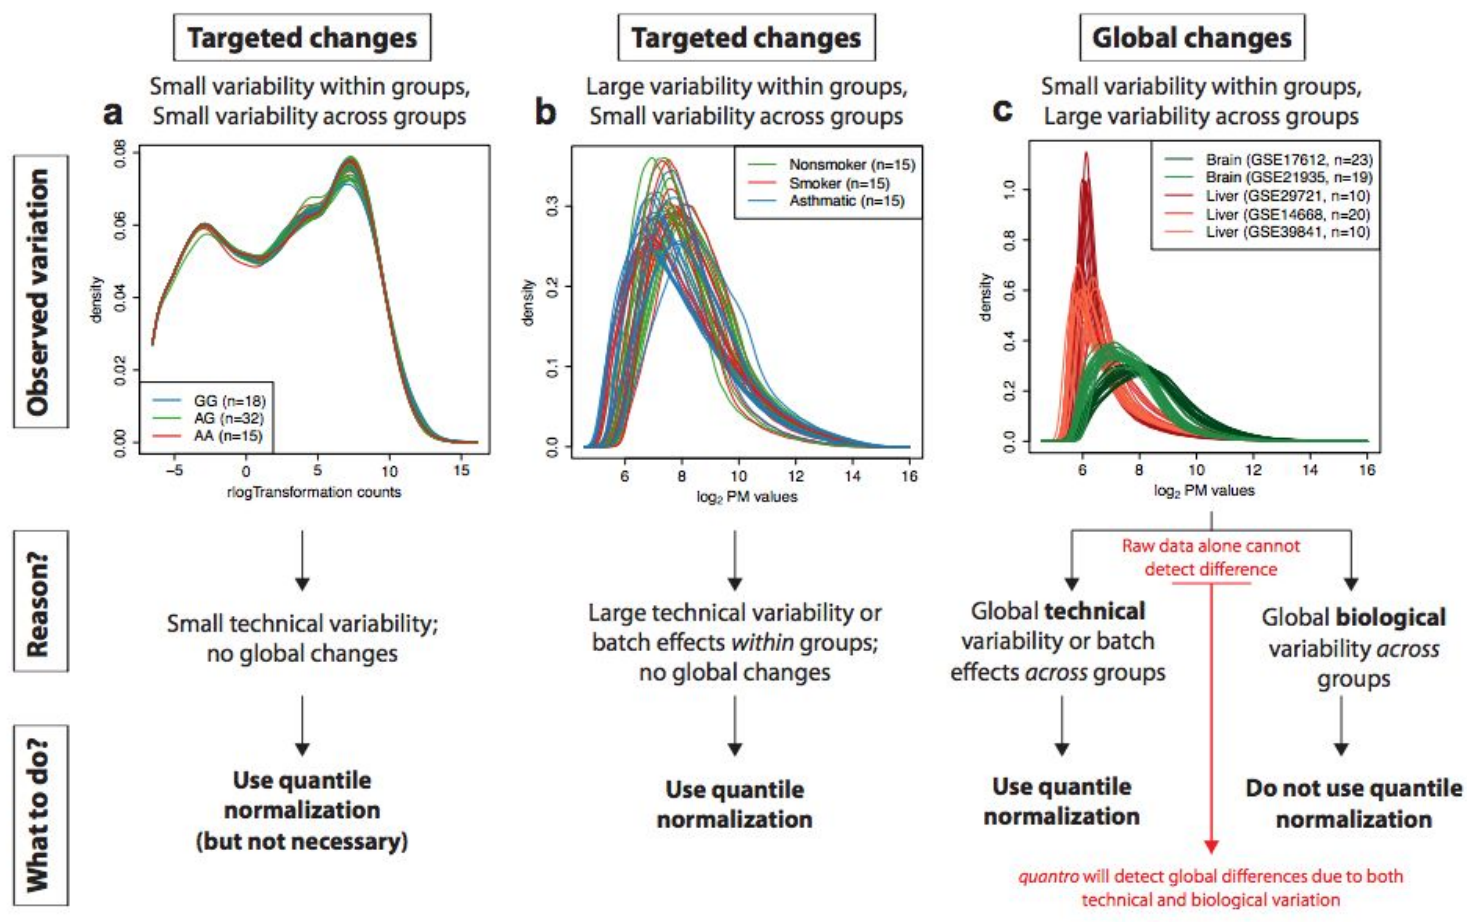 Targeted changes
Small variability within groups,
Small variability across groups
a
Targeted changes
Large variability within groups,
Small variability across groups
b
Global changes
Small variability within groups,
Large variability across groups
c
Observed variation
density
0.08
0.06
0.04
0.02
0.00
GG (n=18)
AG (n=32)
AA (n=15)
−5 0 5 10 15
rlogTransformation counts
density
0.3
0.2
0.1
0.0
Nonsmoker (n=15)
Smoker (n=15)
Asthmatic (n=15)
6 8 10 12 14 16
log2 PM values
density
1.0
0.8
0.6
0.4
0.2
0.0
Brain (GSE17612, n=23)
Brain (GSE21935, n=19)
Liver (GSE29721, n=10)
Liver (GSE14668, n=20)
Liver (GSE39841, n=10)
6 8 10 12 14 16
log2 PM values
Reason?
Small technical variability;
no global changes
Large technical variability or
batch effects within groups;
no global changes
Raw data alone cannot
detect difference
Global technical
variability or batch
effects across groups
Global biological
variability across
groups
What to do?
Use quantile
normalization
(but not necessary)
Use quantile
normalization
Use quantile
normalization
Do not use quantile
normalization
quantro will detect global differences due to both
technical and biological variation